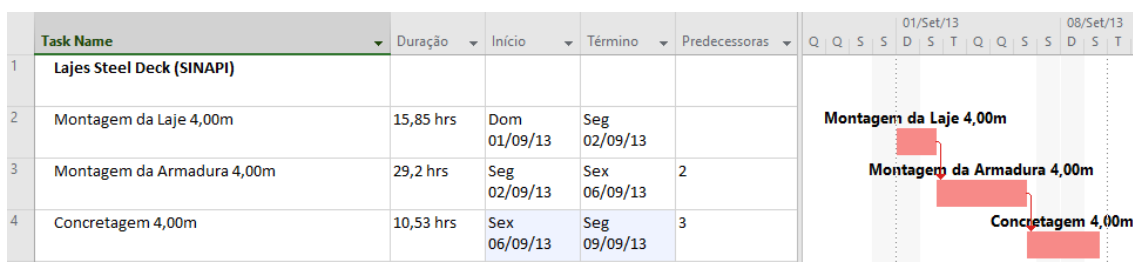 01/Set/13 08/Set/13
Task Name Duração Início Término Predecessoras Q Q S S D S T Q Q S S D S T
1 Lajes Steel Deck (SINAPI)
2 Montagem da Laje 4,00m 15,85 hrs Dom 01/09/13 Seg 02/09/13 Montagem da Laje 4,00m
3 Montagem da Armadura 4,00m 29,2 hrs Seg 02/09/13 Sex 06/09/13 2 Montagem da Armadura 4,00m
4 Concretagem 4,00m 10,53 hrs Sex 06/09/13 Seg 09/09/13 3 Concretagem 4,00m